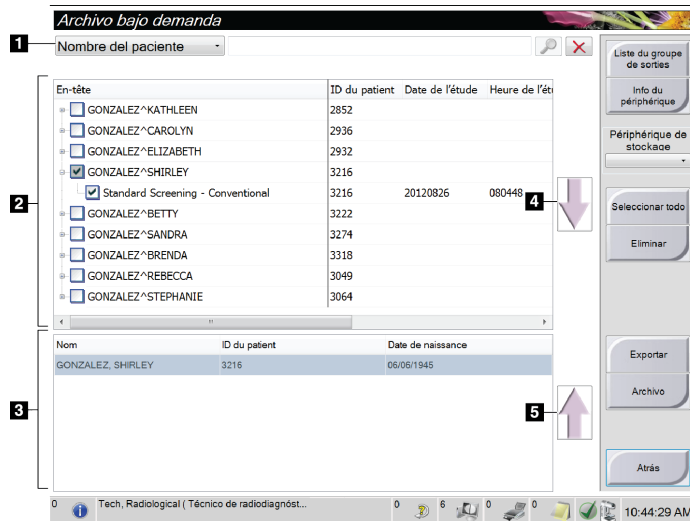 Archivo bajo demanda
1
Nombre del paciente
Liste du groupe
de sorties
Info du
périphérique
Périphérique de
stockage
2
En-tête ID du patient Date de l'étude Heure de l'étu
GONZALEZ^KATHLEEN 2852
GONZALEZ^CAROLYN 2936
GONZALEZ^ELIZABETH 2932
GONZALEZ^SHIRLEY 3216
Standard Screening - Conventional 3216 20120826 080448
GONZALEZ^BETTY 3222
GONZALEZ^SANDRA 3274
GONZALEZ^BRENDA 3318
GONZALEZ^REBECCA 3049
GONZALEZ^STEPHANIE 3064
4
Seleccionar todo
Eliminar
3
Nom ID du patient Date de naissance
GONZALEZ, SHIRLEY 3216 06/06/1945
5
Exportar
Archivo
Atrás
0 Tech, Radiological ( Técnico de radiodiagnóst... 0 6 0 0 10:44:29 AM